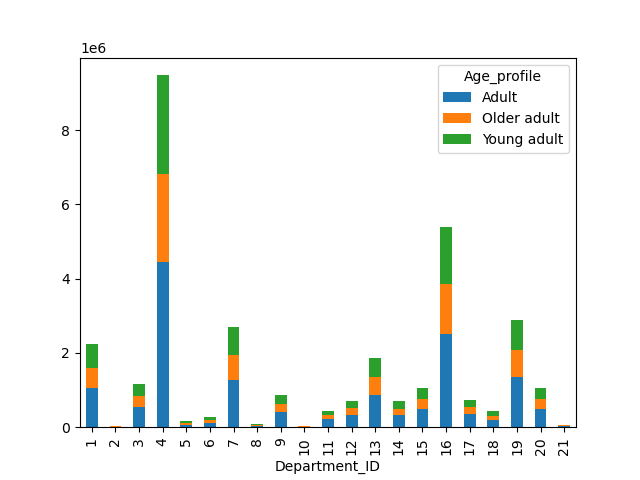 1e6
Age_profile
Adult
Older adult
Young adult
8
6
4
2
0
1 2 3 4 5 6 7 8 9 10 11 12 13 14 15 16 17 18 19 20 21
Department_ID